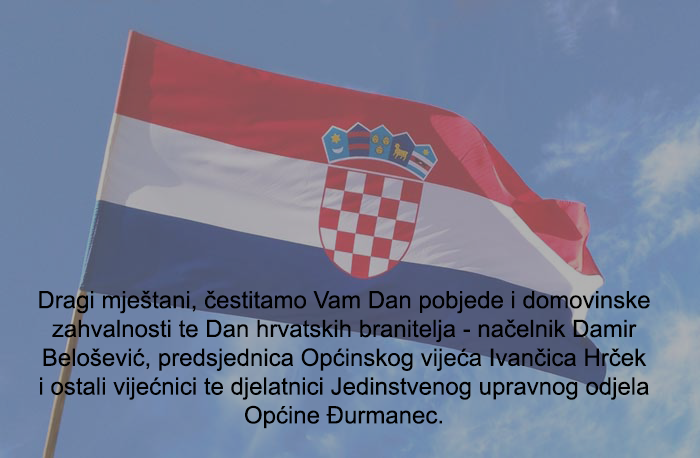 Dragi mještani, čestitamo Vam Dan pobjede i domovinske
zahvalnosti te Dan hrvatskih branitelja - načelnik Damir
Belošević, predsjednica Općinskog vijeća Ivančica Hrček
i ostali vijećnici te djelatnici Jedinstvenog upravnog odjela
Općine Đurmanec.